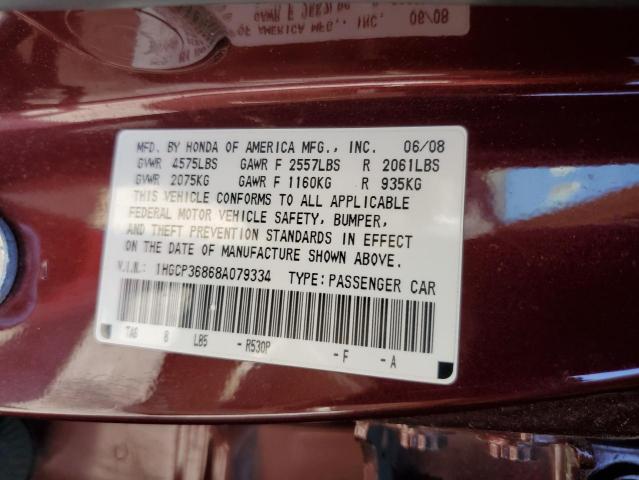 MFD. BY HONDA OF AMERICA MFG., INC. 06/08
GVWR 4575LBS GAWR F 2557LBS R 2061LBS
GVWR 2075KG GAWR F 1160KG R 935KG
THIS VEHICLE CONFORMS TO ALL APPLICABLE
FEDERAL MOTOR VEHICLE SAFETY, BUMPER,
AND THEFT PREVENTION STANDARDS IN EFFECT
ON THE DATE OF MANUFACTURE SHOWN ABOVE.
V.I.N.: 1HGCP36868A079334 TYPE: PASSENGER CAR
TA6 B LB5 - R530P - F - A